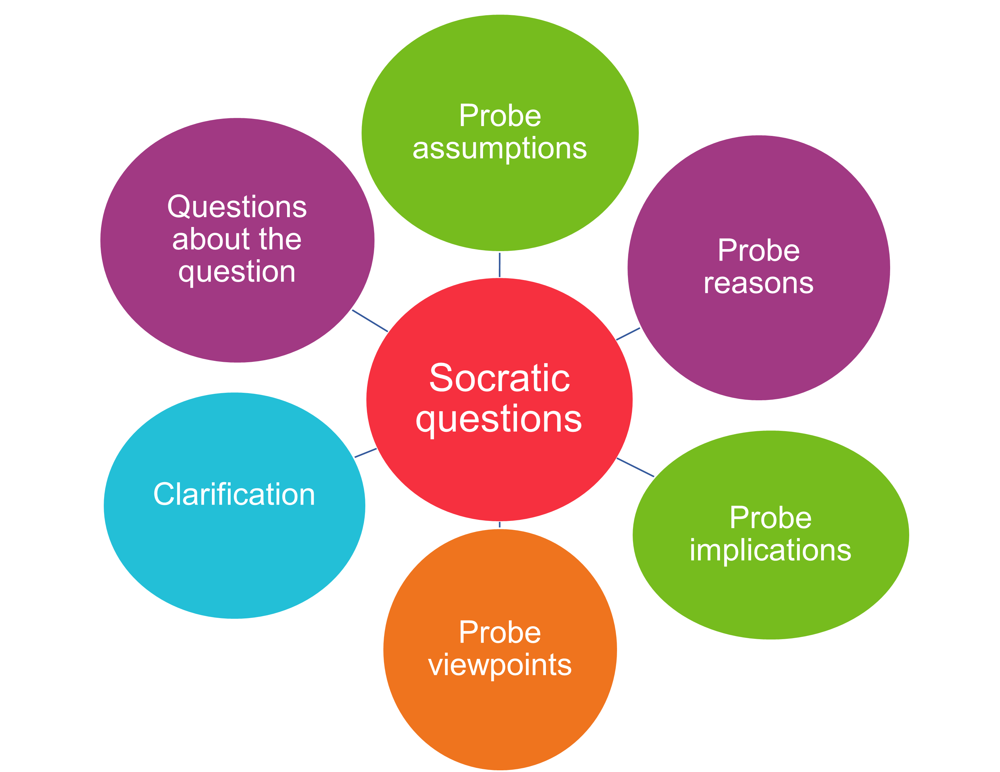 Probe
assumptions
Questions
about the
question
Probe
reasons
Socratic
questions
Clarification
Probe
implications
Probe
viewpoints